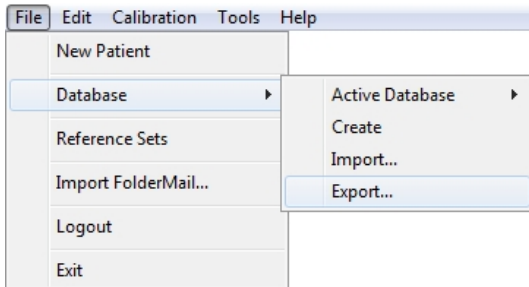 File Edit Calibration Tools Help
New Patient
Database
Reference Sets
Import FolderMail...
Logout
Exit
Active Database
Create
Import...
Export...